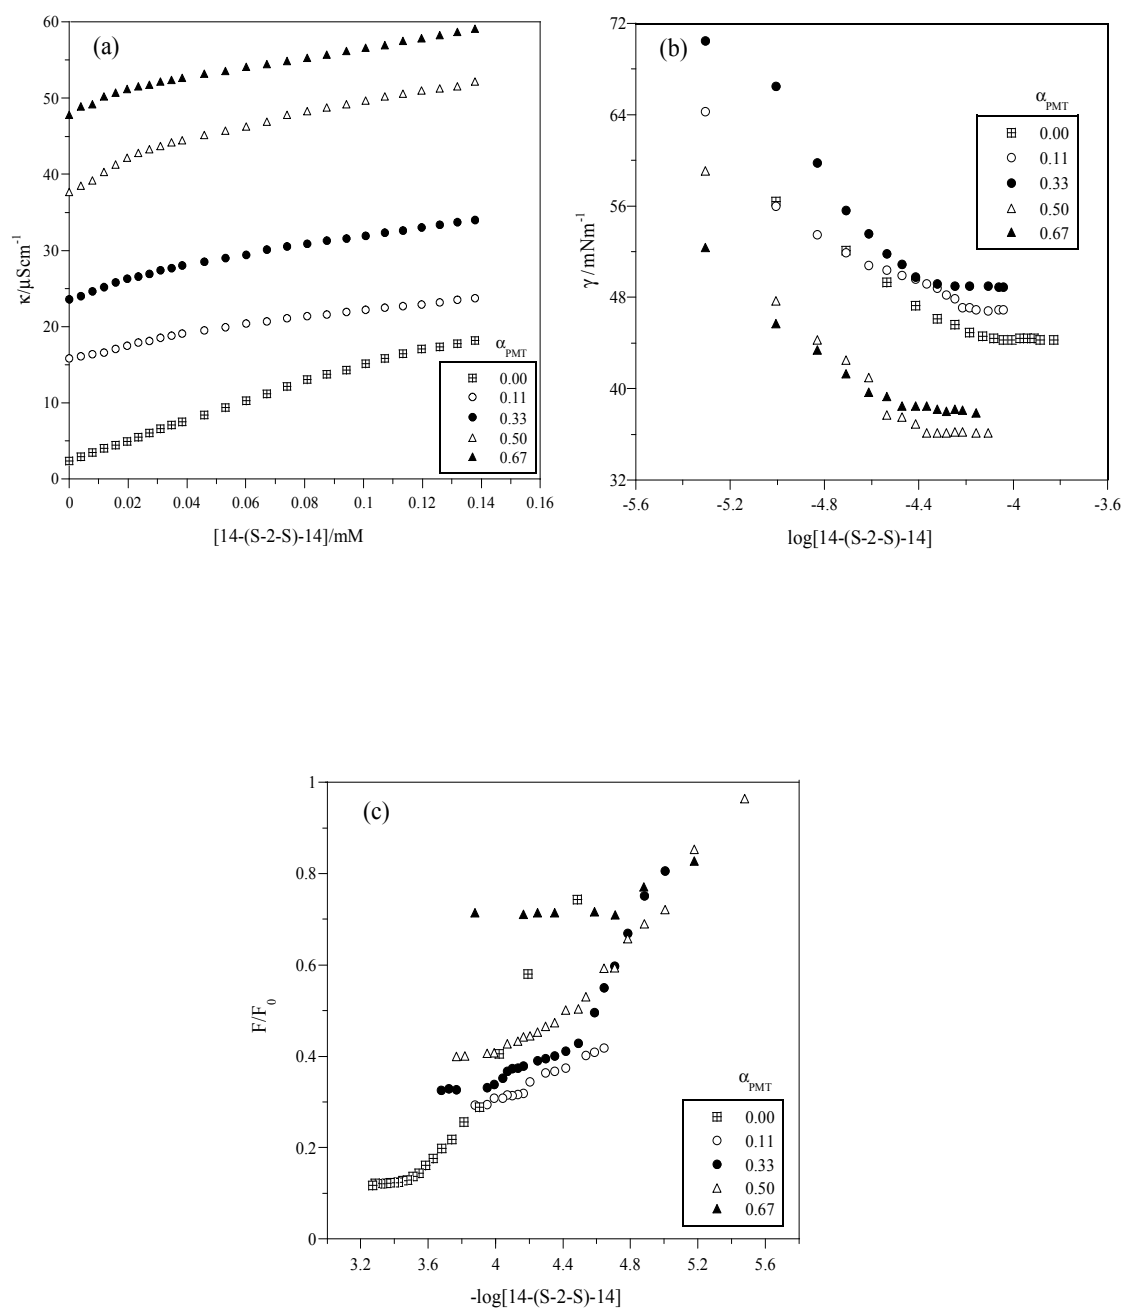 (a)
60
50
40
30
20
10
0
κ/µScm⁻¹
0 0.02 0.04 0.06 0.08 0.1 0.12 0.14 0.16
[14-(S-2-S)-14]/mM
α PMT
0.00
0.11
0.33
0.50
0.67
(b)
72
64
56
48
40
32
γ/mNm⁻¹
-5.6 -5.2 -4.8 -4.4 -4 -3.6
log[14-(S-2-S)-14]
α PMT
0.00
0.11
0.33
0.50
0.67
(c)
1
0.8
0.6
0.4
0.2
0
F/F₀
3.2 3.6 4 4.4 4.8 5.2 5.6
-log[14-(S-2-S)-14]
α PMT
0.00
0.11
0.33
0.50
0.67